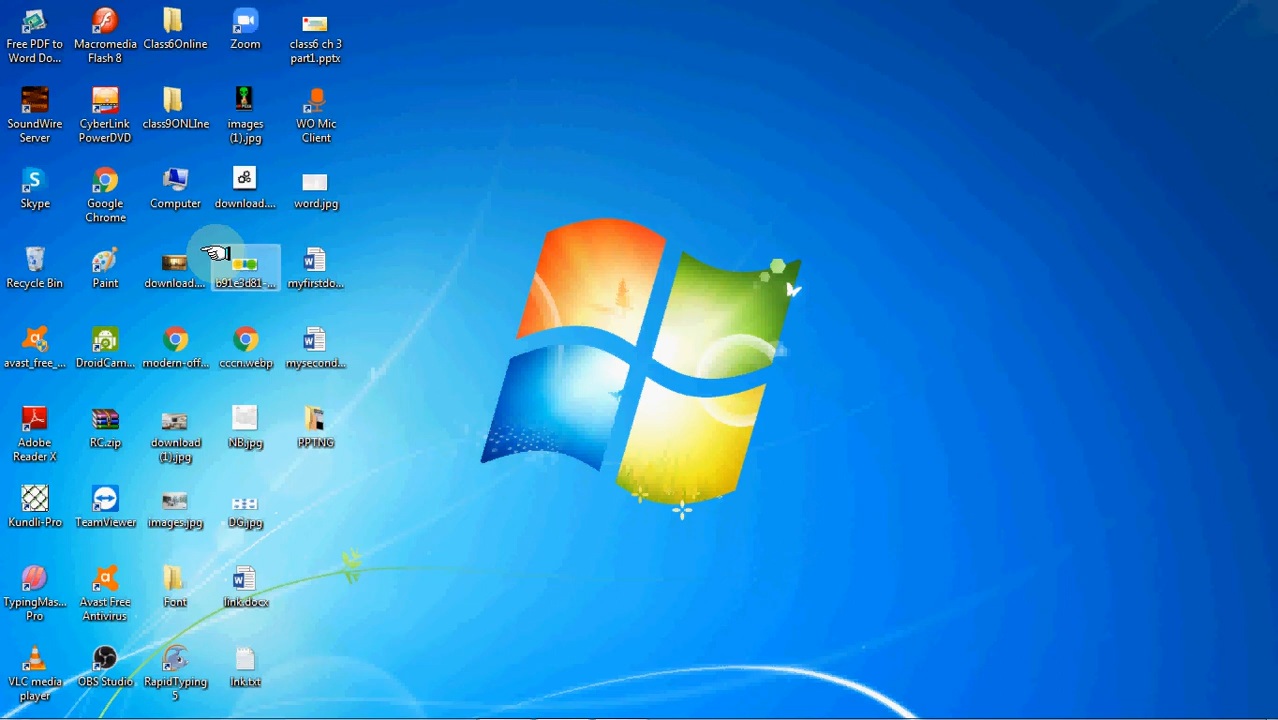 Free PDF to
Word Do...
Macromedia
Flash 8
Class6Online
Zoom
class6 ch 3
part1.pptx
SoundWire
Server
CyberLink
PowerDVD
class9ONLIne
images
(1).jpg
WO Mic
Client
Skype
Google
Chrome
Computer
download....
word.jpg
Recycle Bin
Paint
download....
b91e3d81-...
myfirstdo...
avast_free_...
DroidCam...
modern-off...
cccn.webp
mysecond...
Adobe
Reader X
RC.zip
download
(1).jpg
NB.jpg
PPTNG
Kundli-Pro
TeamViewer
images.jpg
DG.jpg
TypingMas...
Pro
Avast Free
Antivirus
Font
link.docx
VLC media
player
OBS Studio
RapidTyping
5